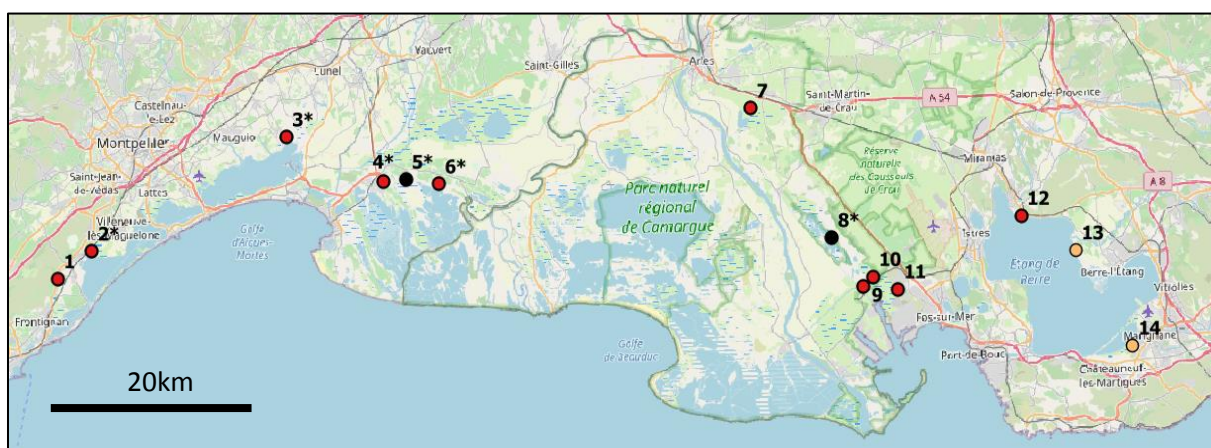 Vauvert
Saint-Gilles
Arles
Lunel
Castelnau-
le-Lez
Mauguio
3*
Montpellier
7
Saint-Martin
de-Crau
A 54
Salon-de-Provence
4*
5*
6*
Saint-Jean-
de-Védas
Lattes
Réserve
naturelle
des Coussouls
de Crau
Miramas
A 8
Parc naturel
régional
de Camargue
Villeneuve-
lès-Maguelone
2*
Golfe
d'Aigues-
Mortes
8*
Istres
12
13
1
10
11
9
Etang de
Berre
Berre-l'Étang
Vitrolles
Frontignan
Fos-sur-Mer
14
Marignane
Golfe
de Beauduc
Port-de-Bouc
Châteauneuf-
les-Martigues
20km